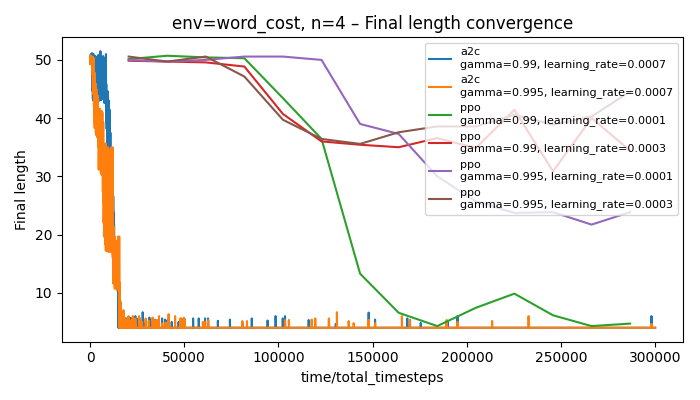 env=word_cost, n=4 – Final length convergence
Final length
50
40
30
20
10
a2c
gamma=0.99, learning_rate=0.0007
a2c
gamma=0.995, learning_rate=0.0007
ppo
gamma=0.99, learning_rate=0.0001
ppo
gamma=0.99, learning_rate=0.0003
ppo
gamma=0.995, learning_rate=0.0001
ppo
gamma=0.995, learning_rate=0.0003
0 50000 100000 150000 200000 250000 300000
time/total_timesteps